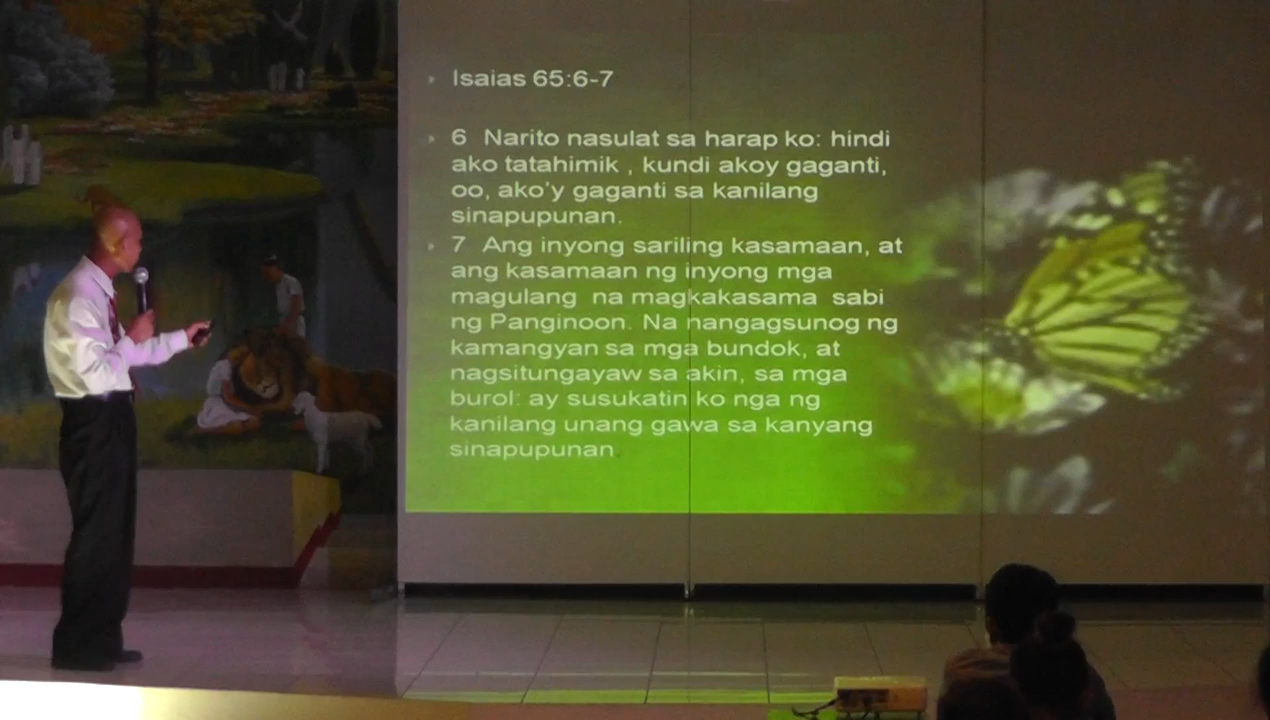 Isaias 65:6-7
6 Narito nasulat sa harap ko: hindi
ako tatahimik , kundi akoy gaganti,
oo, ako'y gaganti sa kanilang
sinapupunan.
7 Ang inyong sariling kasamaan, at
ang kasamaan ng inyong mga
magulang na magkakasama sabi
ng Panginoon. Na nangagsunog ng
kamangyan sa mga bundok, at
nagsitungayaw sa akin, sa mga
burol: ay susukatin ko nga ng
kanilang unang gawa sa kanyang
sinapupunan.